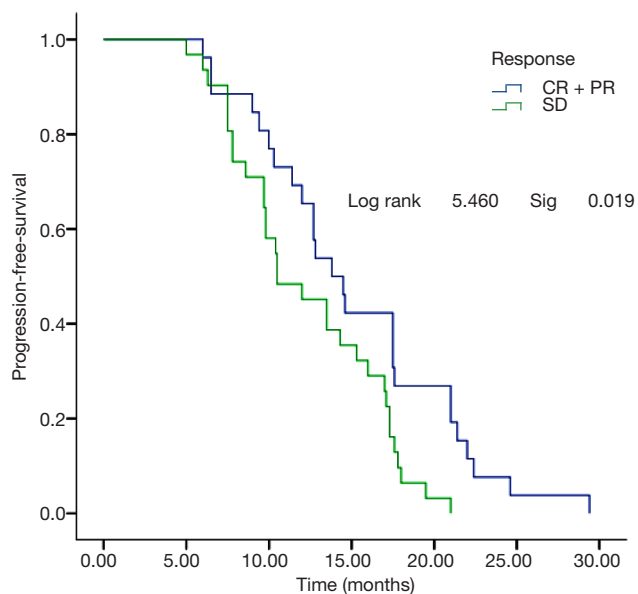 Progression-free-survival
1.0
0.8
0.6
0.4
0.2
0.0
Response
CR + PR
SD
Log rank 5.460 Sig 0.019
0.00 5.00 10.00 15.00 20.00 25.00 30.00
Time (months)